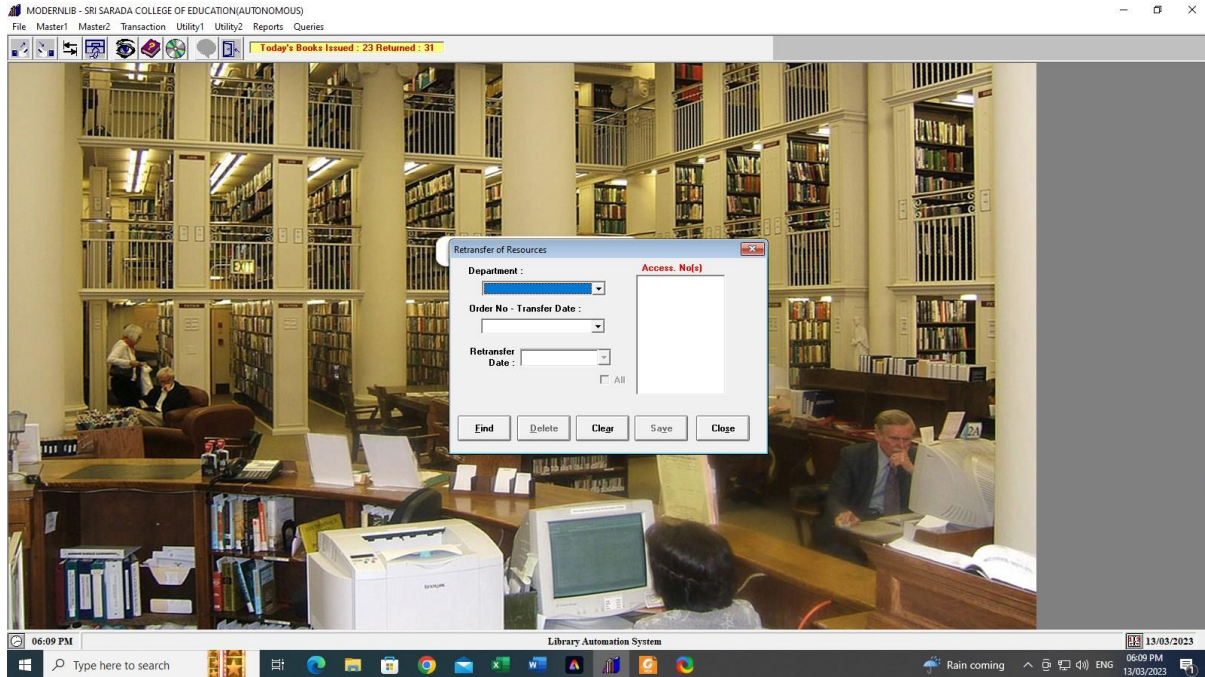 MODERNLIB - SRI SARADA COLLEGE OF EDUCATION(AUTONOMOUS)
File Master1 Master2 Transaction Utility1 Utility2 Reports Queries
Today's Books Issued : 23 Returned : 31
EXIT
Retransfer of Resources
Department :
Access. No(s)
Order No - Transfer Date :
Retransfer
Date :
All
Find Delete Clear Save Close
24
LEXMARK
06:09 PM Library Automation System 13/03/2023
Type here to search Rain coming ENG 06:09 PM
13/03/2023